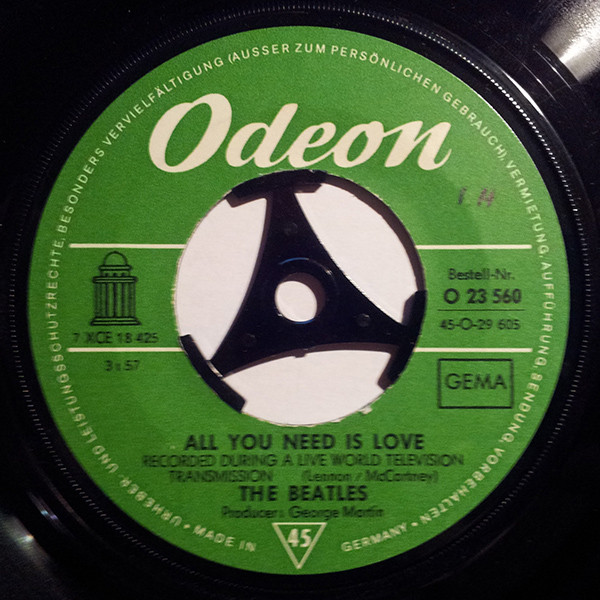 URHEBER- UND LEISTUNGSSCHUTZRECHTE, BESONDERS VERVIELFÄLTIGUNG (AUSSER ZUM PERSÖNLICHEN GEBRAUCH), VERMIETUNG, AUFFÜHRUNG, SENDUNG, VORBEHALTEN
Odeon
Bestell-Nr.
O 23 560
45-O-29 605
7 XCE 18 425
3 : 57
GEMA
ALL YOU NEED IS LOVE
RECORDED DURING A LIVE WORLD TELEVISION
TRANSMISSION (Lennon / McCartney)
THE BEATLES
Producer: George Martin
• MADE IN GERMANY •
45